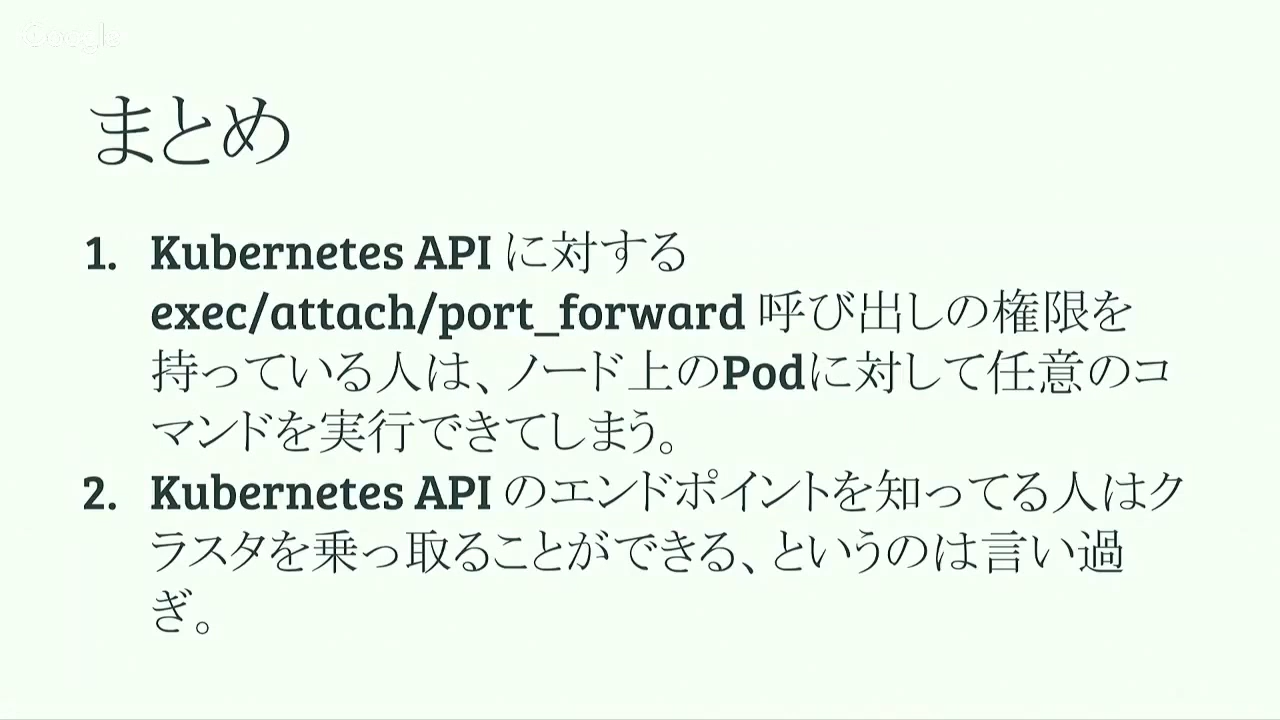 Google
まとめ
1. Kubernetes API に対する
exec/attach/port_forward 呼び出しの権限を
持っている人は、ノード上のPodに対して任意のコ
マンドを実行できてしまう。
2. Kubernetes API のエンドポイントを知ってる人はク
ラスタを乗っ取ることができる、というのは言い過
ぎ。